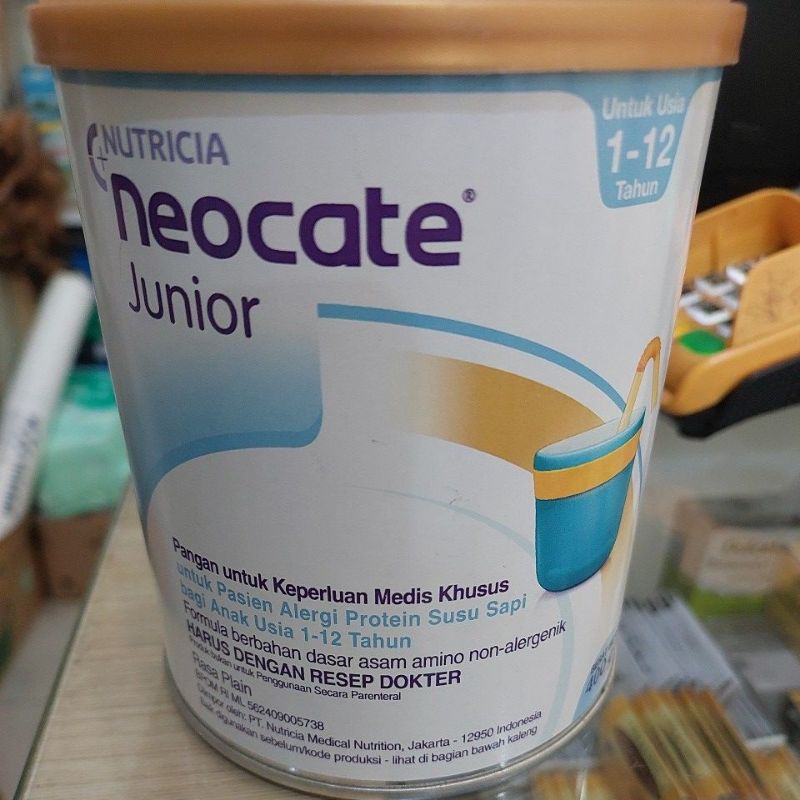 NUTRICIA
neocate®
Junior
Untuk Usia
1-12
Tahun
Pangan untuk Keperluan Medis Khusus
untuk Pasien Alergi Protein Susu Sapi
bagi Anak Usia 1-12 Tahun
Formula berbahan dasar asam amino non-alergenik
HARUS DENGAN RESEP DOKTER
Produk bukan untuk Penggunaan Secara Parenteral
Rasa Plain
BPOM RI ML 562409005738
Diimpor oleh: PT. Nutricia Medical Nutrition, Jakarta - 12950 Indonesia
Baik digunakan sebelum/kode produksi - lihat di bagian bawah kaleng
400